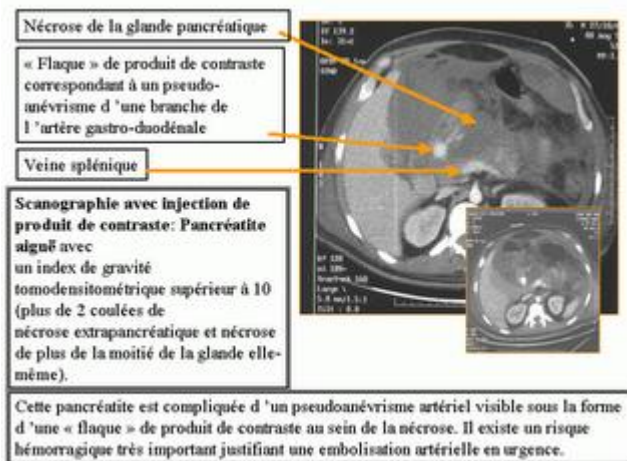 Nécrose de la glande pancréatique
« Flaque » de produit de contraste
correspondant à un pseudo-
anévrisme d 'une branche de
l 'artère gastro-duodénale
Veine splénique
Scanographie avec injection de
produit de contraste: Pancréatite
aiguë avec
un index de gravité
tomodensitométrique supérieur à 10
(plus de 2 coulées de
nécrose extrapancréatique et nécrose
de plus de la moitié de la glande elle-
même).
Cette pancréatite est compliquée d 'un pseudoanévrisme artériel visible sous la forme
d 'une « flaque » de produit de contraste au sein de la nécrose. Il existe un risque
hémorragique très important justifiant une embolisation artérielle en urgence.